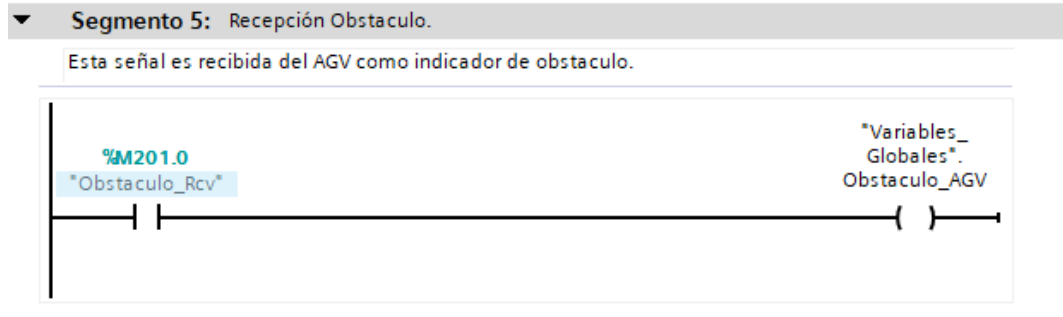 Segmento 5: Recepción Obstaculo.
Esta señal es recibida del AGV como indicador de obstaculo.
%M201.0
"Obstaculo_Rcv"
"Variables_
Globales".
Obstaculo_AGV